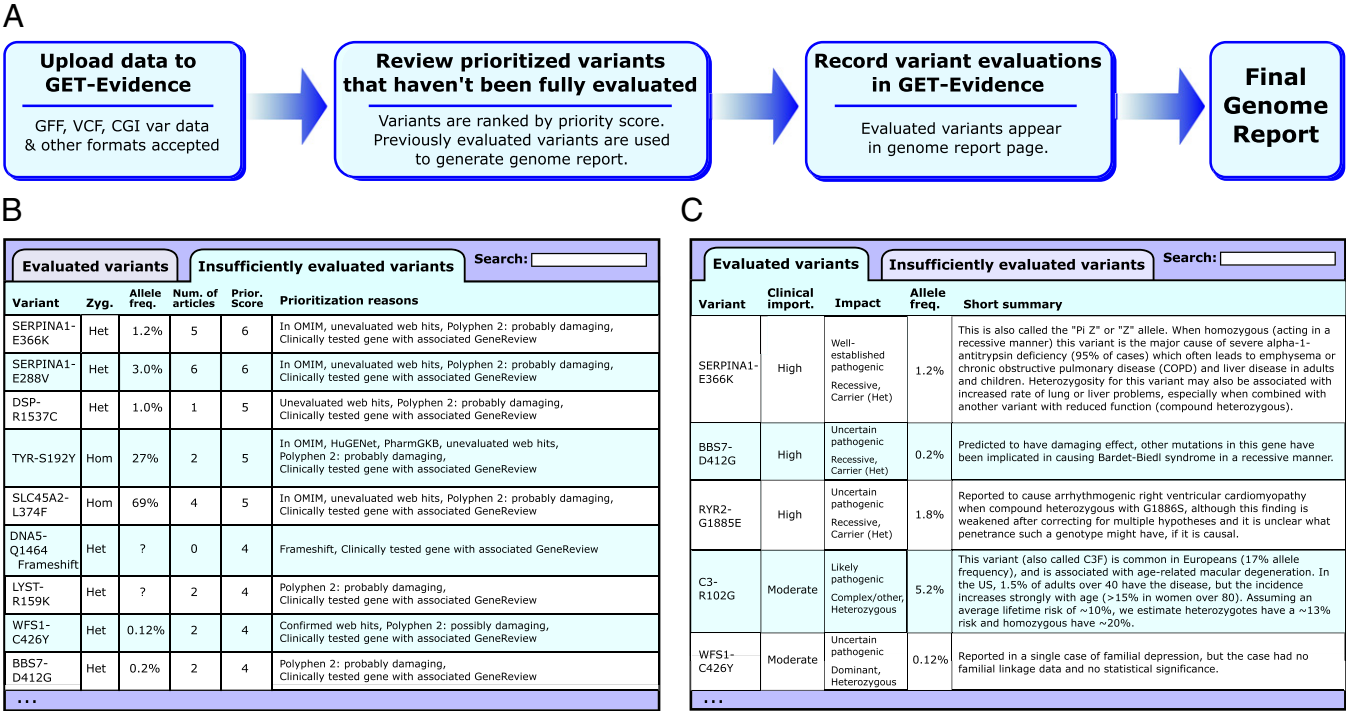 A
Upload data to
GET-Evidence
GFF, VCF, CGI var data
& other formats accepted
Review prioritized variants
that haven't been fully evaluated
Variants are ranked by priority score.
Previously evaluated variants are used
to generate genome report.
Record variant evaluations
in GET-Evidence
Evaluated variants appear
in genome report page.
Final
Genome
Report
B
Evaluated variants
Insufficiently evaluated variants
Search:
Variant Zyg. Allele freq. Num. of articles Prior. Score Prioritization reasons
SERPINA1-
E366K
Het
1.2%
5
6
In OMIM, unevaluated web hits, Polyphen 2: probably damaging,
Clinically tested gene with associated GeneReview
SERPINA1-
E288V
Het
3.0%
6
6
In OMIM, unevaluated web hits, Polyphen 2: probably damaging,
Clinically tested gene with associated GeneReview
DSP-
R1537C
Het
1.0%
1
5
Unevaluated web hits, Polyphen 2: probably damaging,
Clinically tested gene with associated GeneReview
TYR-S192Y
Hom
27%
2
5
In OMIM, HuGENet, PharmGKB, unevaluated web hits,
Polyphen 2: probably damaging,
Clinically tested gene with associated GeneReview
SLC45A2-
L374F
Hom
69%
4
5
In OMIM, unevaluated web hits, Polyphen 2: probably damaging,
Clinically tested gene with associated GeneReview
DNA5-
Q1464
Frameshift
Het
?
0
4
Frameshift, Clinically tested gene with associated GeneReview
LYST-
R159K
Het
?
2
4
Polyphen 2: probably damaging,
Clinically tested gene with associated GeneReview
WFS1-
C426Y
Het
0.12%
2
4
Confirmed web hits, Polyphen 2: possibly damaging,
Clinically tested gene with associated GeneReview
BBS7-
D412G
Het
0.2%
2
4
Polyphen 2: probably damaging,
Clinically tested gene with associated GeneReview
...
C
Evaluated variants
Insufficiently evaluated variants
Search:
Variant Clinical import. Impact Allele freq. Short summary
SERPINA1-
E366K
High
Well-
established
pathogenic
Recessive,
Carrier (Het)
1.2%
This is also called the "Pi Z" or "Z" allele. When homozygous (acting in a
recessive manner) this variant is the major cause of severe alpha-1-
antitrypsin deficiency (95% of cases) which often leads to emphysema or
chronic obstructive pulmonary disease (COPD) and liver disease in adults
and children. Heterozygosity for this variant may also be associated with
increased rate of lung or liver problems, especially when combined with
another variant with reduced function (compound heterozygous).
BBS7-
D412G
High
Uncertain
pathogenic
Recessive,
Carrier (Het)
0.2%
Predicted to have damaging effect, other mutations in this gene have
been implicated in causing Bardet-Biedl syndrome in a recessive manner.
RYR2-
G1885E
High
Uncertain
pathogenic
Recessive,
Carrier (Het)
1.8%
Reported to cause arrhythmogenic right ventricular cardiomyopathy
when compound heterozygous with G1886S, although this finding is
weakened after correcting for multiple hypotheses and it is unclear what
penetrance such a genotype might have, if it is causal.
C3-
R102G
Moderate
Likely
pathogenic
Complex/other,
Heterozygous
5.2%
This variant (also called C3F) is common in Europeans (17% allele
frequency), and is associated with age-related macular degeneration. In
the US, 1.5% of adults over 40 have the disease, but the incidence
increases strongly with age (>15% in women over 80). Assuming an
average lifetime risk of ~10%, we estimate heterozygotes have a ~13%
risk and homozygous have ~20%.
WFS1-
C426Y
Moderate
Uncertain
pathogenic
Dominant,
Heterozygous
0.12%
Reported in a single case of familial depression, but the case had no
familial linkage data and no statistical significance.
...